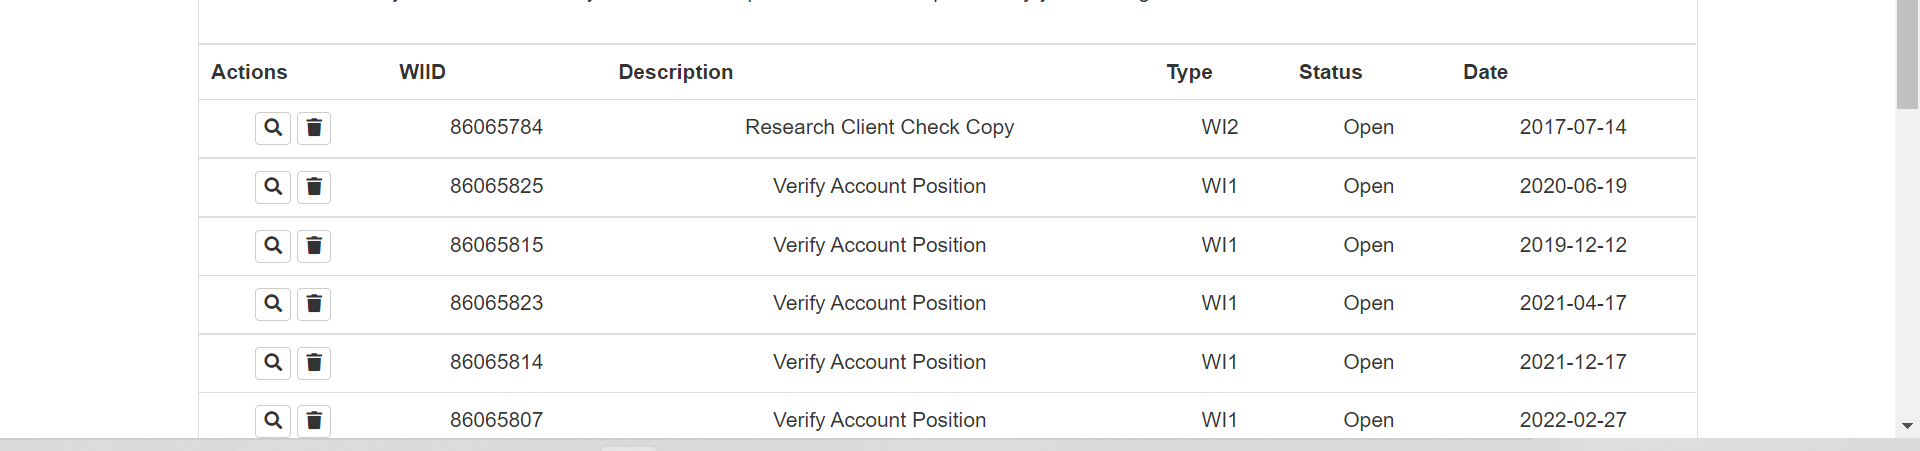 Actions WIID Description Type Status Date
86065784 Research Client Check Copy WI2 Open 2017-07-14
86065825 Verify Account Position WI1 Open 2020-06-19
86065815 Verify Account Position WI1 Open 2019-12-12
86065823 Verify Account Position WI1 Open 2021-04-17
86065814 Verify Account Position WI1 Open 2021-12-17
86065807 Verify Account Position WI1 Open 2022-02-27